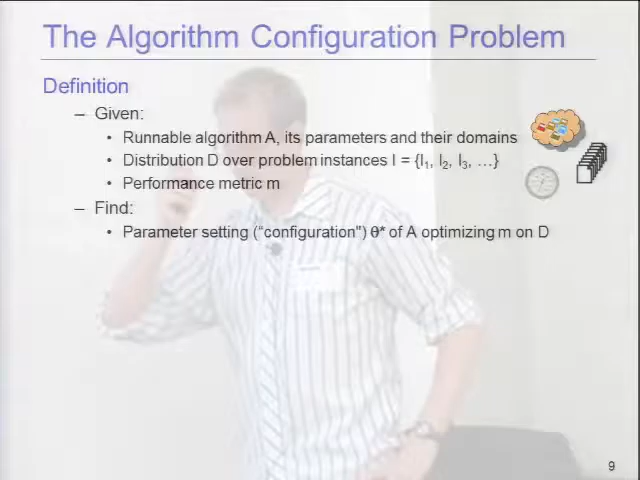 The Algorithm Configuration Problem
Definition
– Given:
• Runnable algorithm A, its parameters and their domains
• Distribution D over problem instances I = {I₁, I₂, I₃, …}
• Performance metric m
– Find:
• Parameter setting (“configuration”) θ* of A optimizing m on D
9